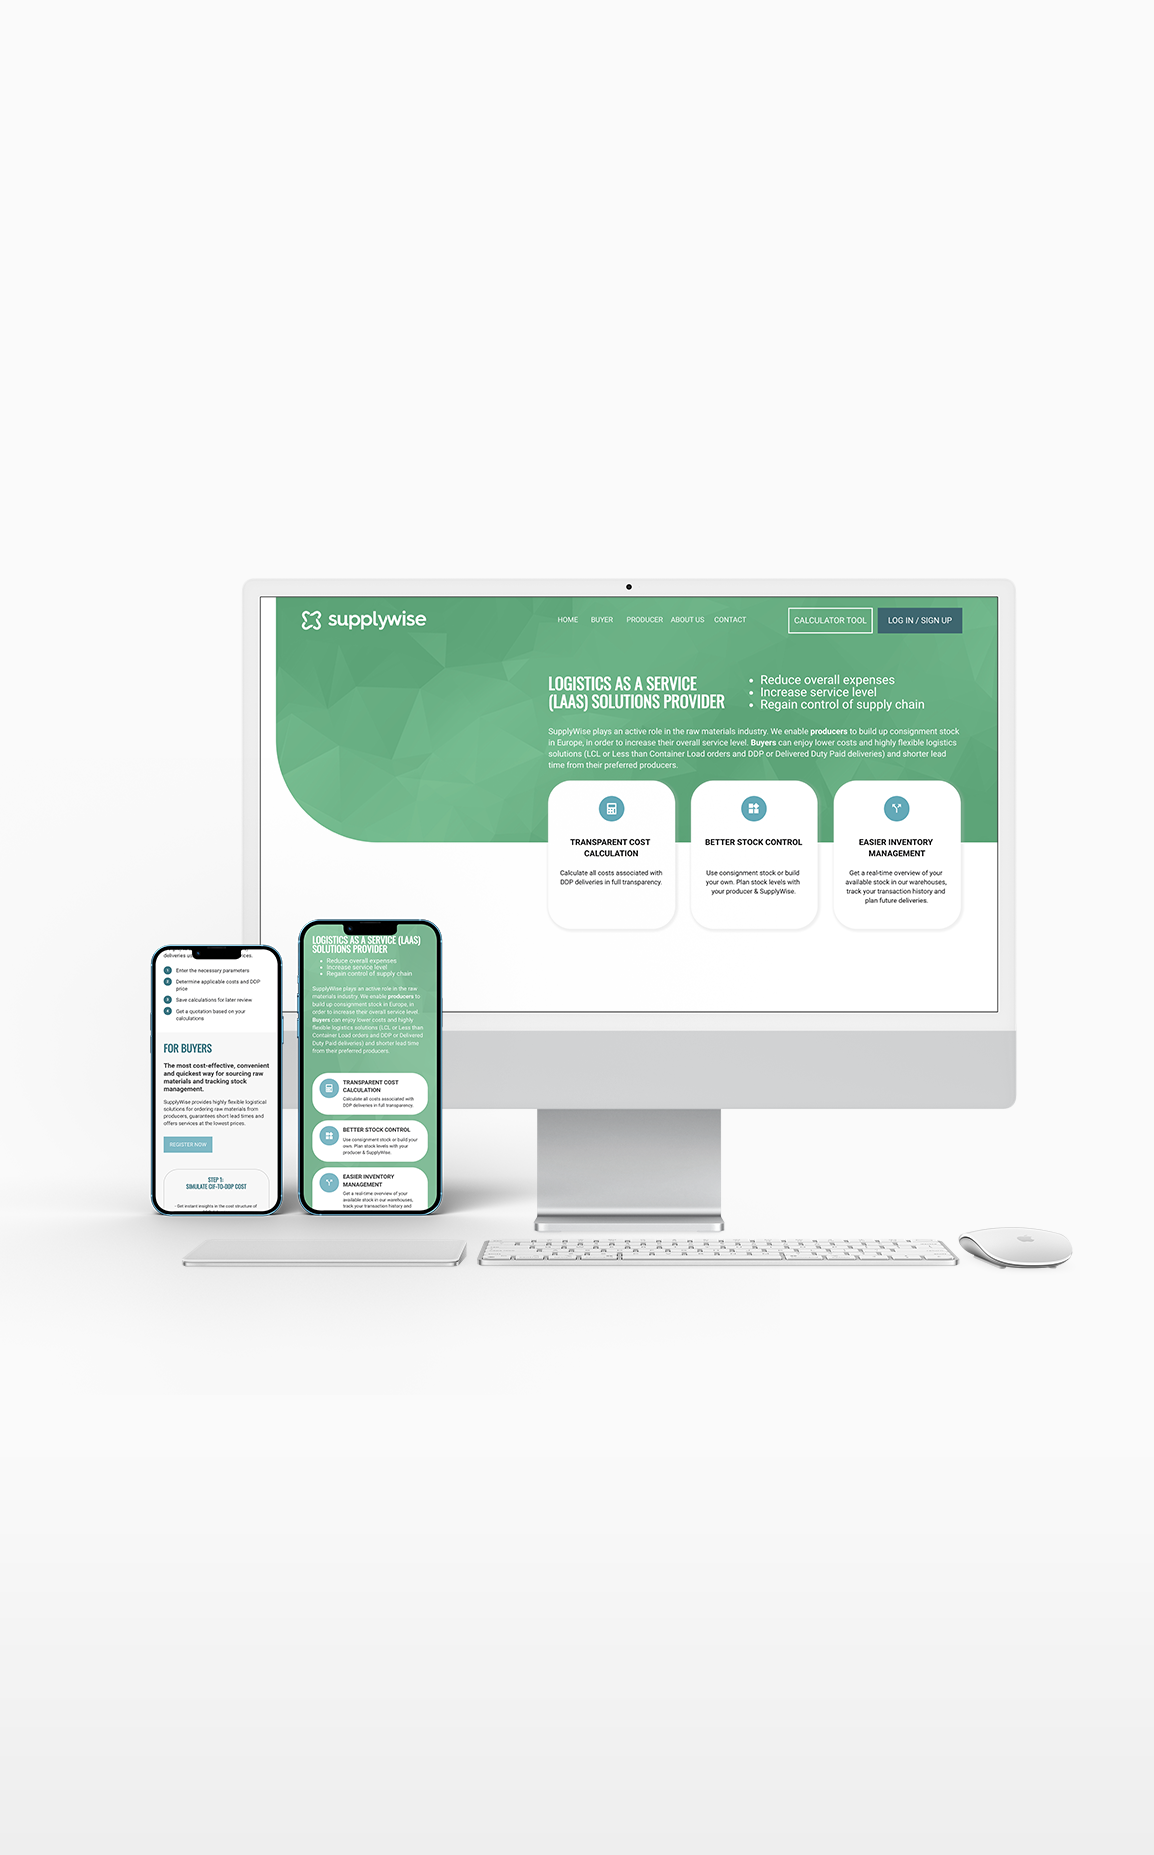 supplywise
HOME BUYER PRODUCER ABOUT US CONTACT
CALCULATOR TOOL
LOG IN / SIGN UP
LOGISTICS AS A SERVICE
(LAAS) SOLUTIONS PROVIDER
• Reduce overall expenses
• Increase service level
• Regain control of supply chain
SupplyWise plays an active role in the raw materials industry. We enable producers to build up consignment stock
in Europe, in order to increase their overall service level. Buyers can enjoy lower costs and highly flexible logistics
solutions (LCL or Less than Container Load orders and DDP or Delivered Duty Paid deliveries) and shorter lead
time from their preferred producers.
TRANSPARENT COST
CALCULATION
Calculate all costs associated with
DDP deliveries in full transparency.
BETTER STOCK CONTROL
Use consignment stock or build
your own. Plan stock levels with
your producer & SupplyWise.
EASIER INVENTORY
MANAGEMENT
Get a real-time overview of your
available stock in our warehouses,
track your transaction history and
plan future deliveries.
deliveries
1 Enter the necessary parameters
2 Determine applicable costs and DDP
price
3 Save calculations for later review
4 Get a quotation based on your
calculations
FOR BUYERS
The most cost-effective, convenient
and quickest way for sourcing raw
materials and tracking stock
management.
SupplyWise provides highly flexible logistical
solutions for ordering raw materials from
producers, guarantees short lead times and
offers services at the lowest prices.
REGISTER NOW
STEP 1:
SIMULATE CIF-TO-DDP COST
- Get instant insights in the cost structure of
LOGISTICS AS A SERVICE (LAAS)
SOLUTIONS PROVIDER
• Reduce overall expenses
• Increase service level
• Regain control of supply chain
SupplyWise plays an active role in the raw
materials industry. We enable producers to
build up consignment stock in Europe, in
order to increase their overall service level.
Buyers can enjoy lower costs and highly
flexible logistics solutions (LCL or Less than
Container Load orders and DDP or Delivered
Duty Paid deliveries) and shorter lead time
from their preferred producers.
TRANSPARENT COST
CALCULATION
Calculate all costs associated with
DDP deliveries in full transparency.
BETTER STOCK CONTROL
Use consignment stock or build your
own. Plan stock levels with your
producer & SupplyWise.
EASIER INVENTORY
MANAGEMENT
Get a real-time overview of your
available stock in our warehouses,
track your transaction history and